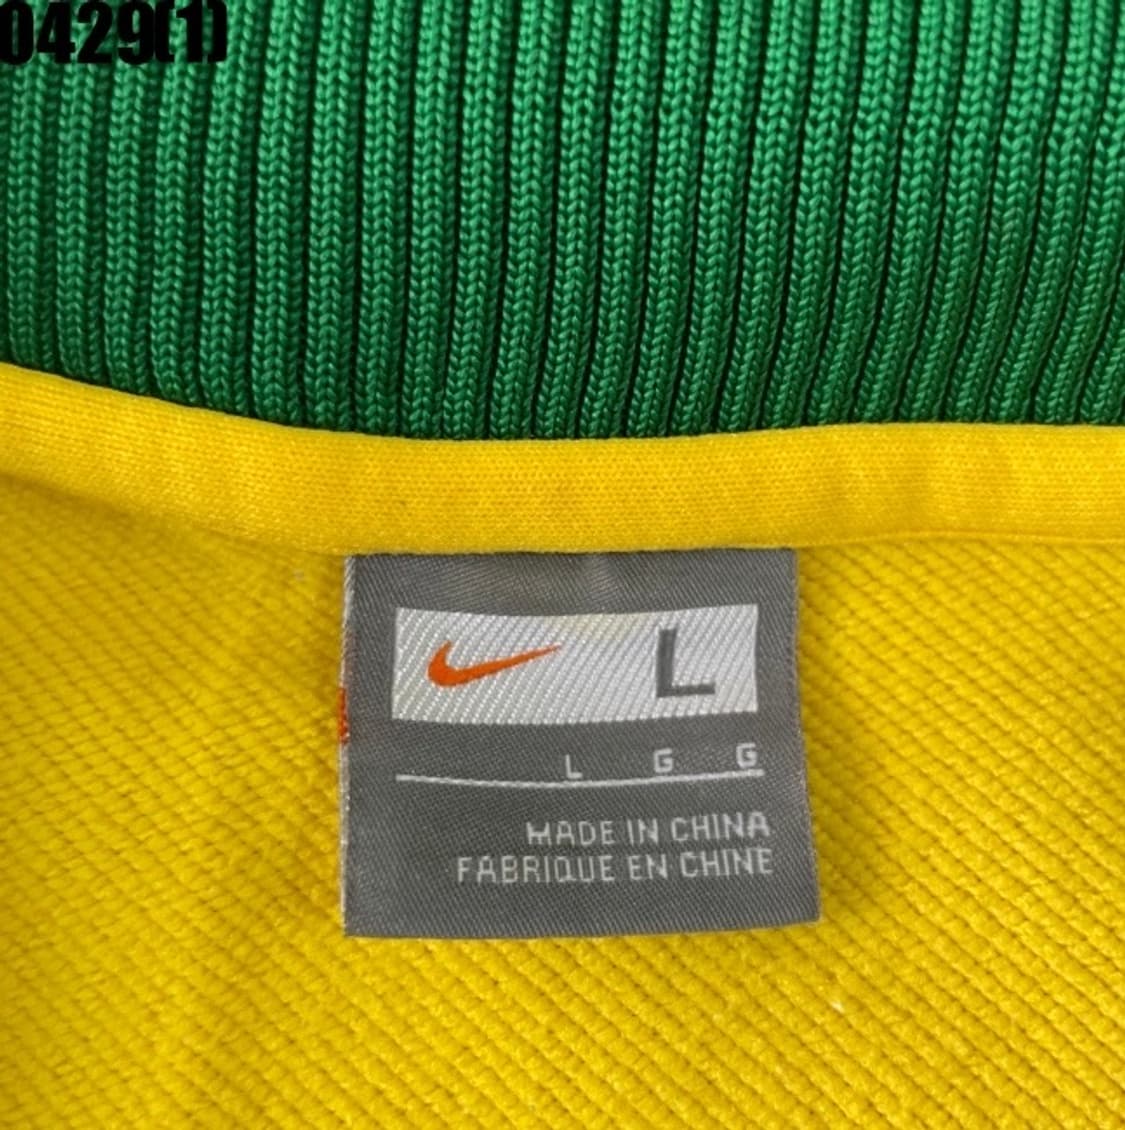 0429(1)
L
L G G
MADE IN CHINA
FABRIQUE EN CHINE